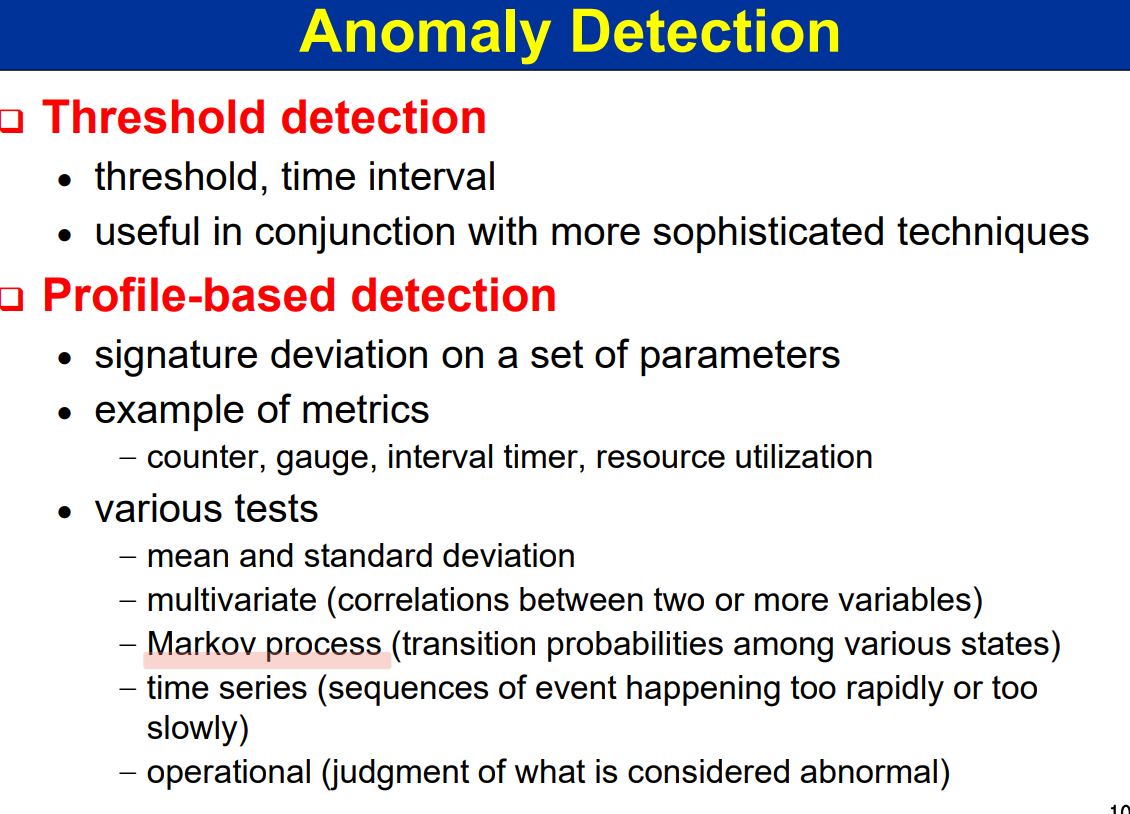 Anomaly Detection
❑ Threshold detection
• threshold, time interval
• useful in conjunction with more sophisticated techniques
❑ Profile-based detection
• signature deviation on a set of parameters
• example of metrics
– counter, gauge, interval timer, resource utilization
• various tests
– mean and standard deviation
– multivariate (correlations between two or more variables)
– Markov process (transition probabilities among various states)
– time series (sequences of event happening too rapidly or too
slowly)
– operational (judgment of what is considered abnormal)
10